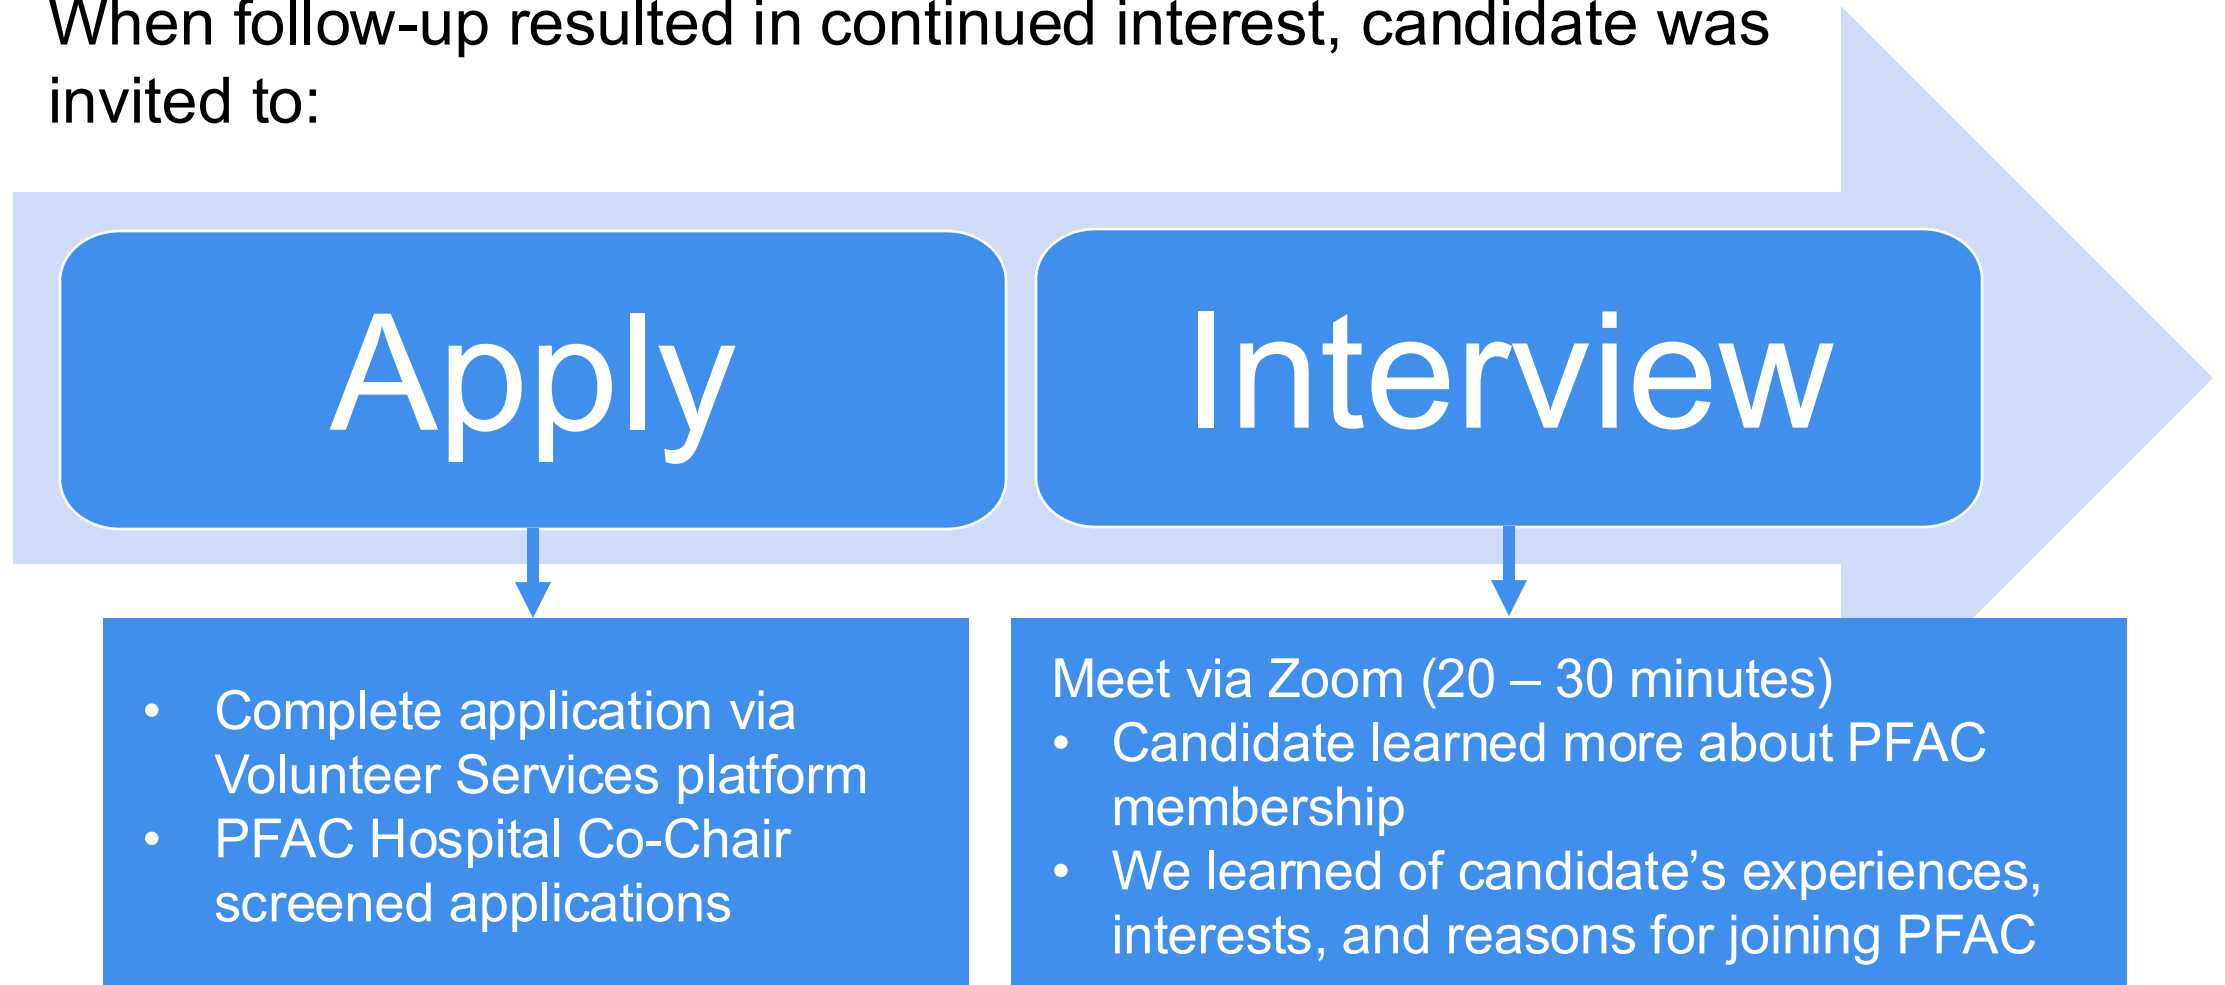 When follow-up resulted in continued interest, candidate was
invited to:
Apply
Interview
• Complete application via
Volunteer Services platform
• PFAC Hospital Co-Chair
screened applications
Meet via Zoom (20 – 30 minutes)
• Candidate learned more about PFAC
membership
• We learned of candidate’s experiences,
interests, and reasons for joining PFAC